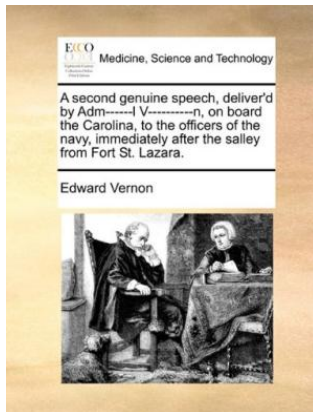 ECCO
Medicine, Science and Technology
A second genuine speech, deliver'd
by Adm------l V----------n, on board
the Carolina, to the officers of the
navy, immediately after the salley
from Fort St. Lazara.
Edward Vernon